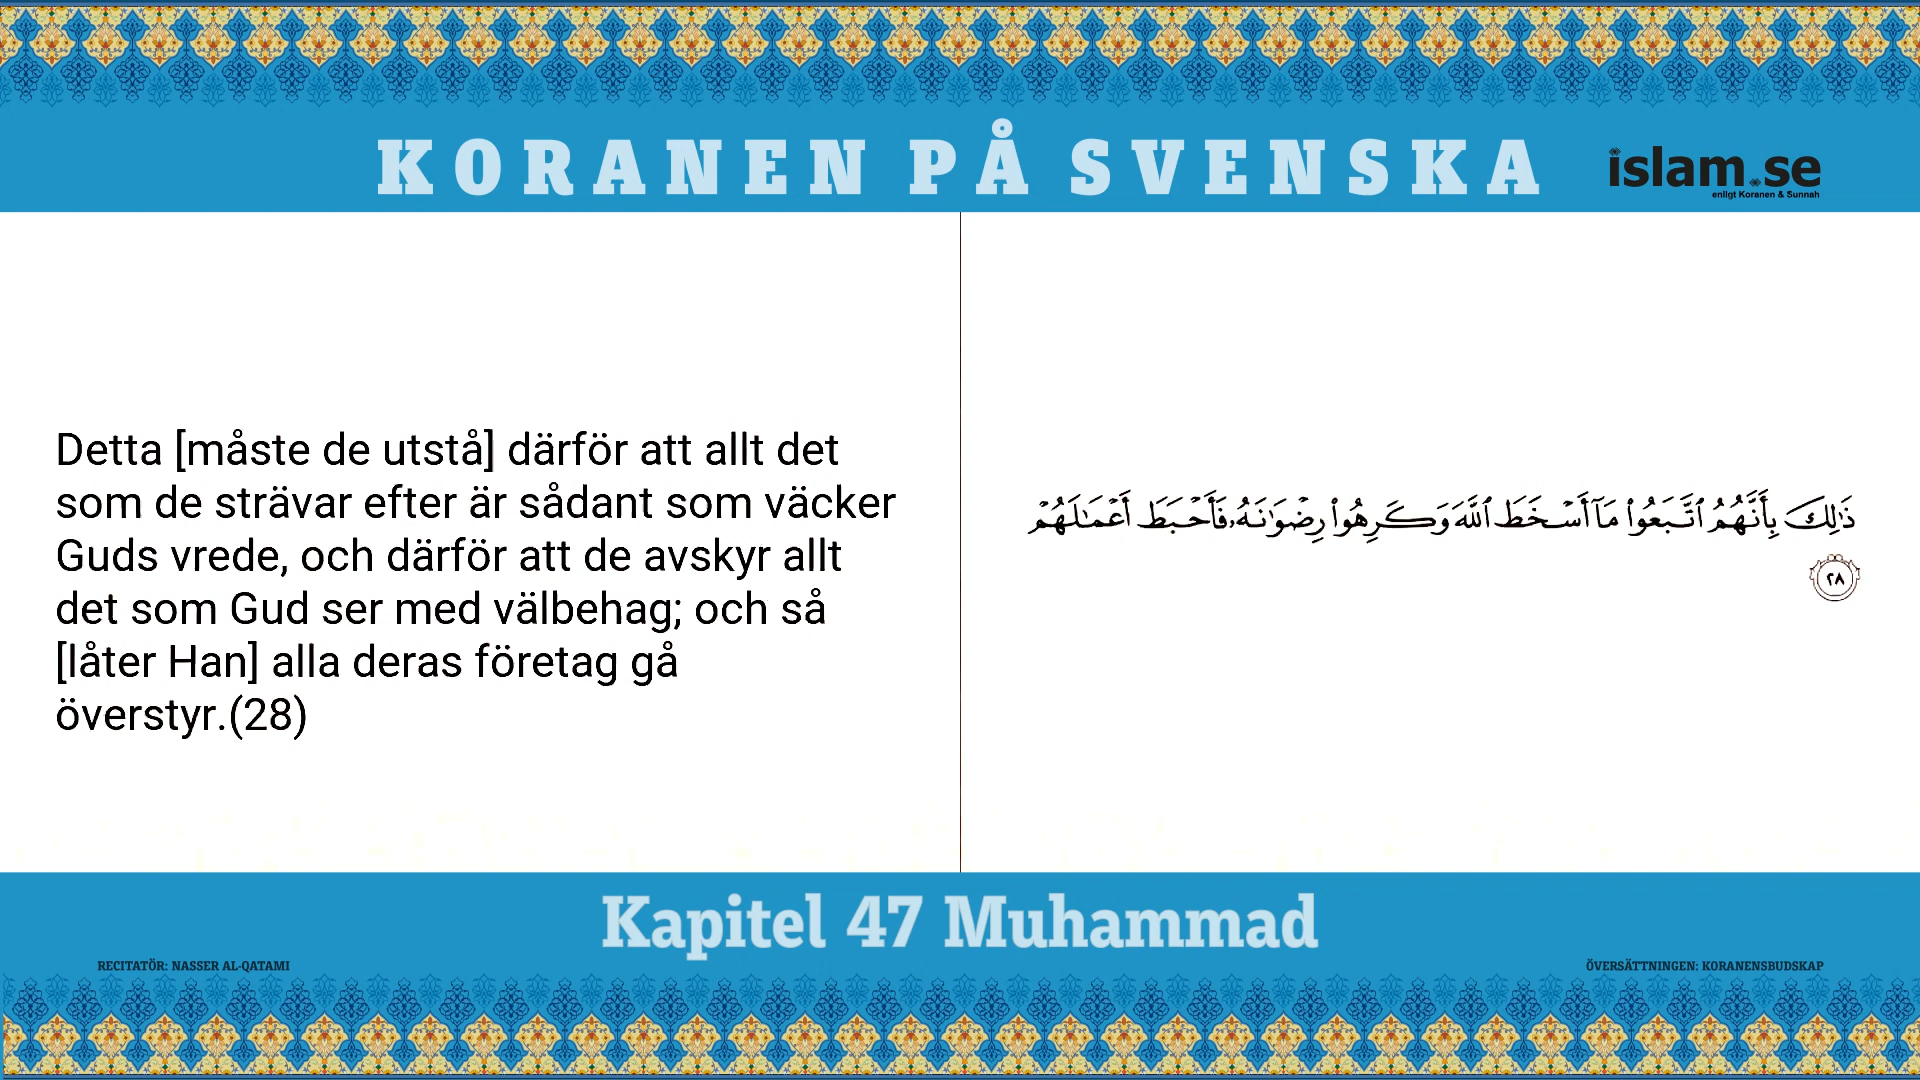 KORANEN PÅ SVENSKA
islam.se
enligt Koranen & Sunnah
Detta [måste de utstå] därför att allt det
som de strävar efter är sådant som väcker
Guds vrede, och därför att de avskyr allt
det som Gud ser med välbehag; och så
[låter Han] alla deras företag gå
överstyr.(28)
ذَٰلِكَ بِأَنَّهُمُ ٱتَّبَعُوا۟ مَآ أَسْخَطَ ٱللَّهَ وَكَرِهُوا۟ رِضْوَٰنَهُۥ فَأَحْبَطَ أَعْمَـٰلَهُمْ
٢٨
Kapitel 47 Muhammad
RECITATÖR: NASSER AL-QATAMI
ÖVERSÄTTNINGEN: KORANENSBUDSKAP